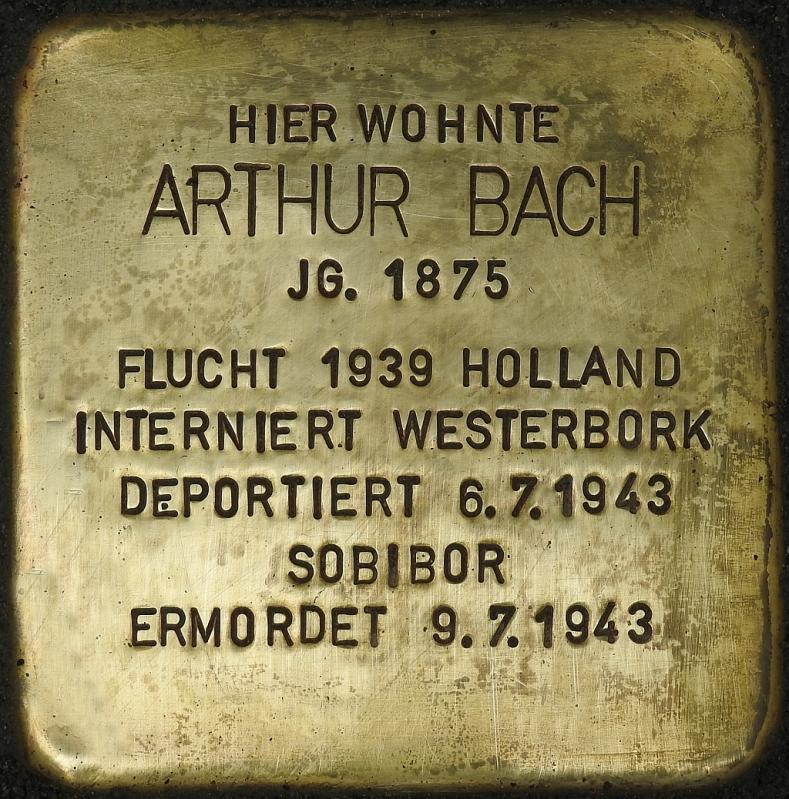 HIER WOHNTE
ARTHUR BACH
JG. 1875
FLUCHT 1939 HOLLAND
INTERNIERT WESTERBORK
DEPORTIERT 6.7.1943
SOBIBOR
ERMORDET 9.7.1943